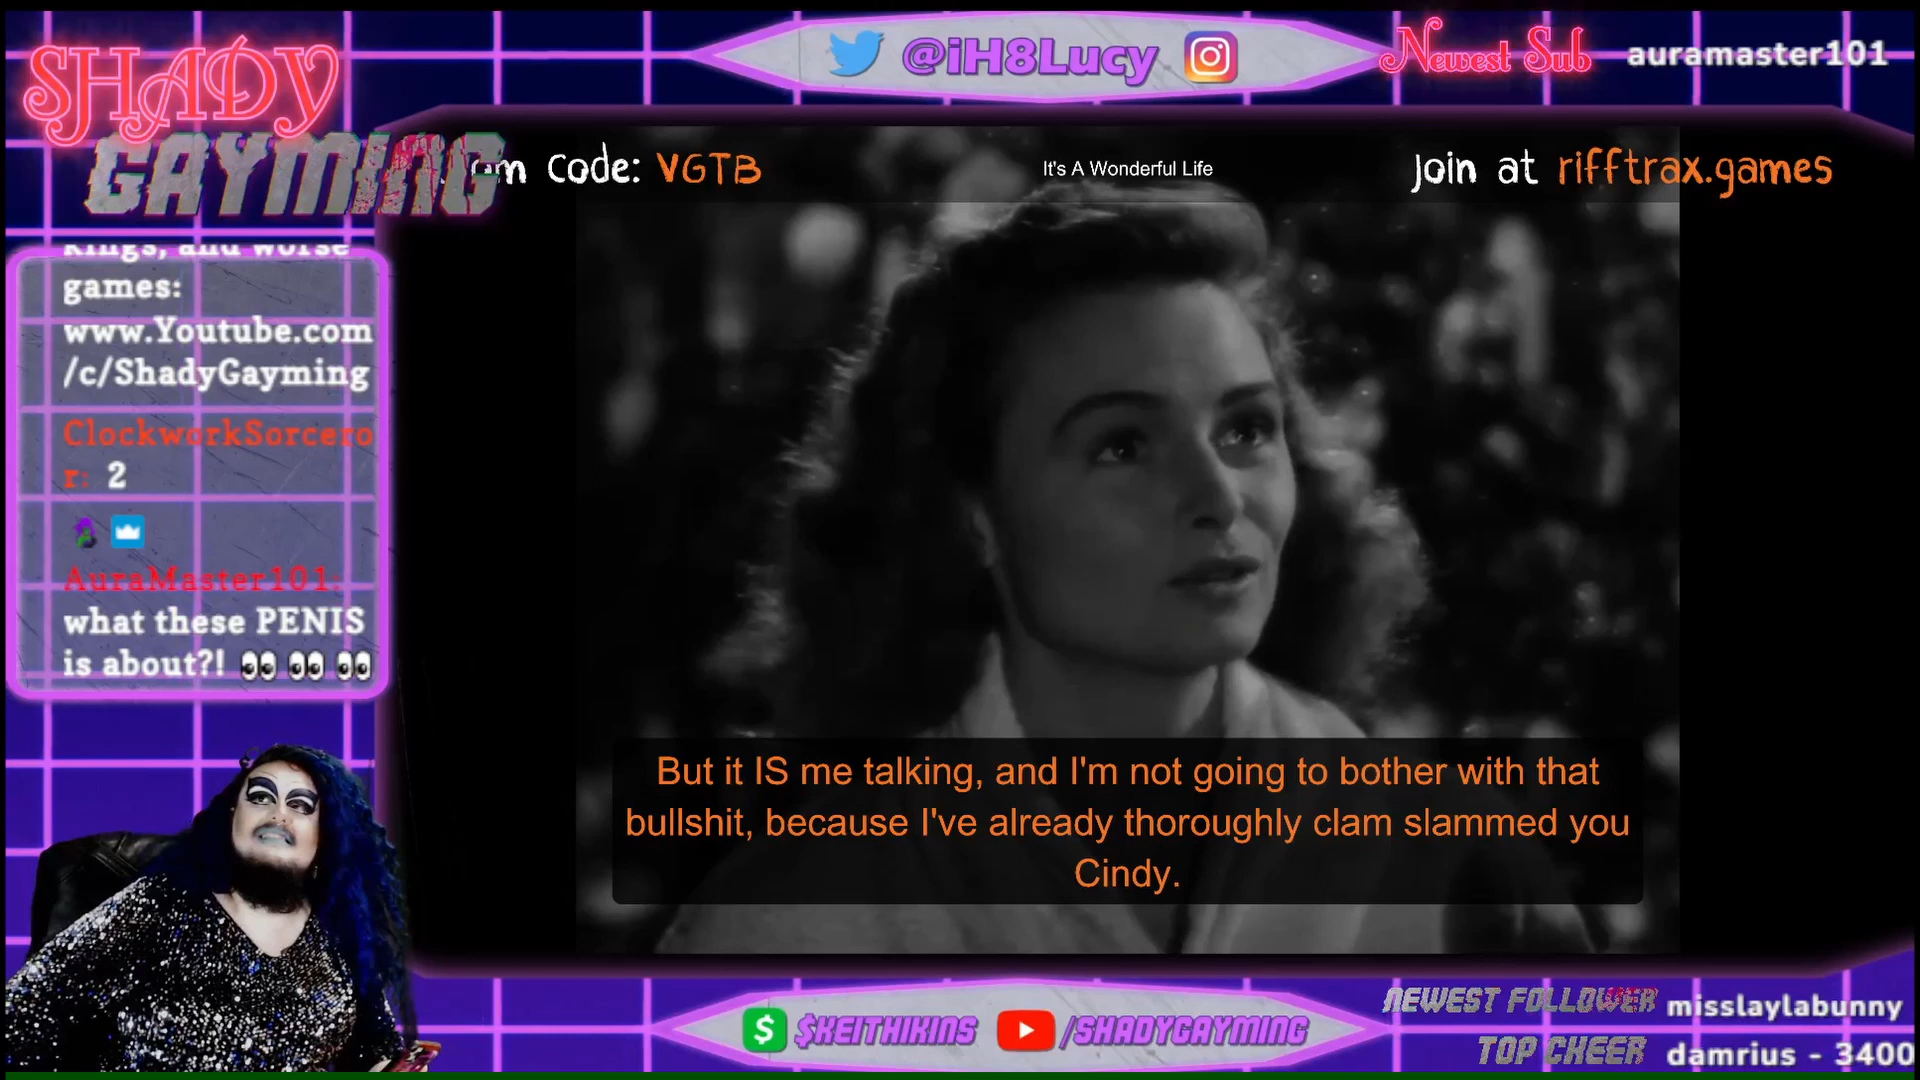 SHADY
GAYMING
@iH8Lucy
Newest Sub auramaster101
Code: VGTB
It's A Wonderful Life
Join at rifftrax.games
kings, and worse
games:
www.Youtube.com
/c/ShadyGayming
ClockworkSorcero
r: 2
AuraMaster101:
what these PENIS
is about?! 👀 👀 👀
But it IS me talking, and I'm not going to bother with that
bullshit, because I've already thoroughly clam slammed you
Cindy.
$ $KEITHIKINS /SHADYGAYMING
NEWEST FOLLOWER misslaylabunny
TOP CHEER damrius - 3400